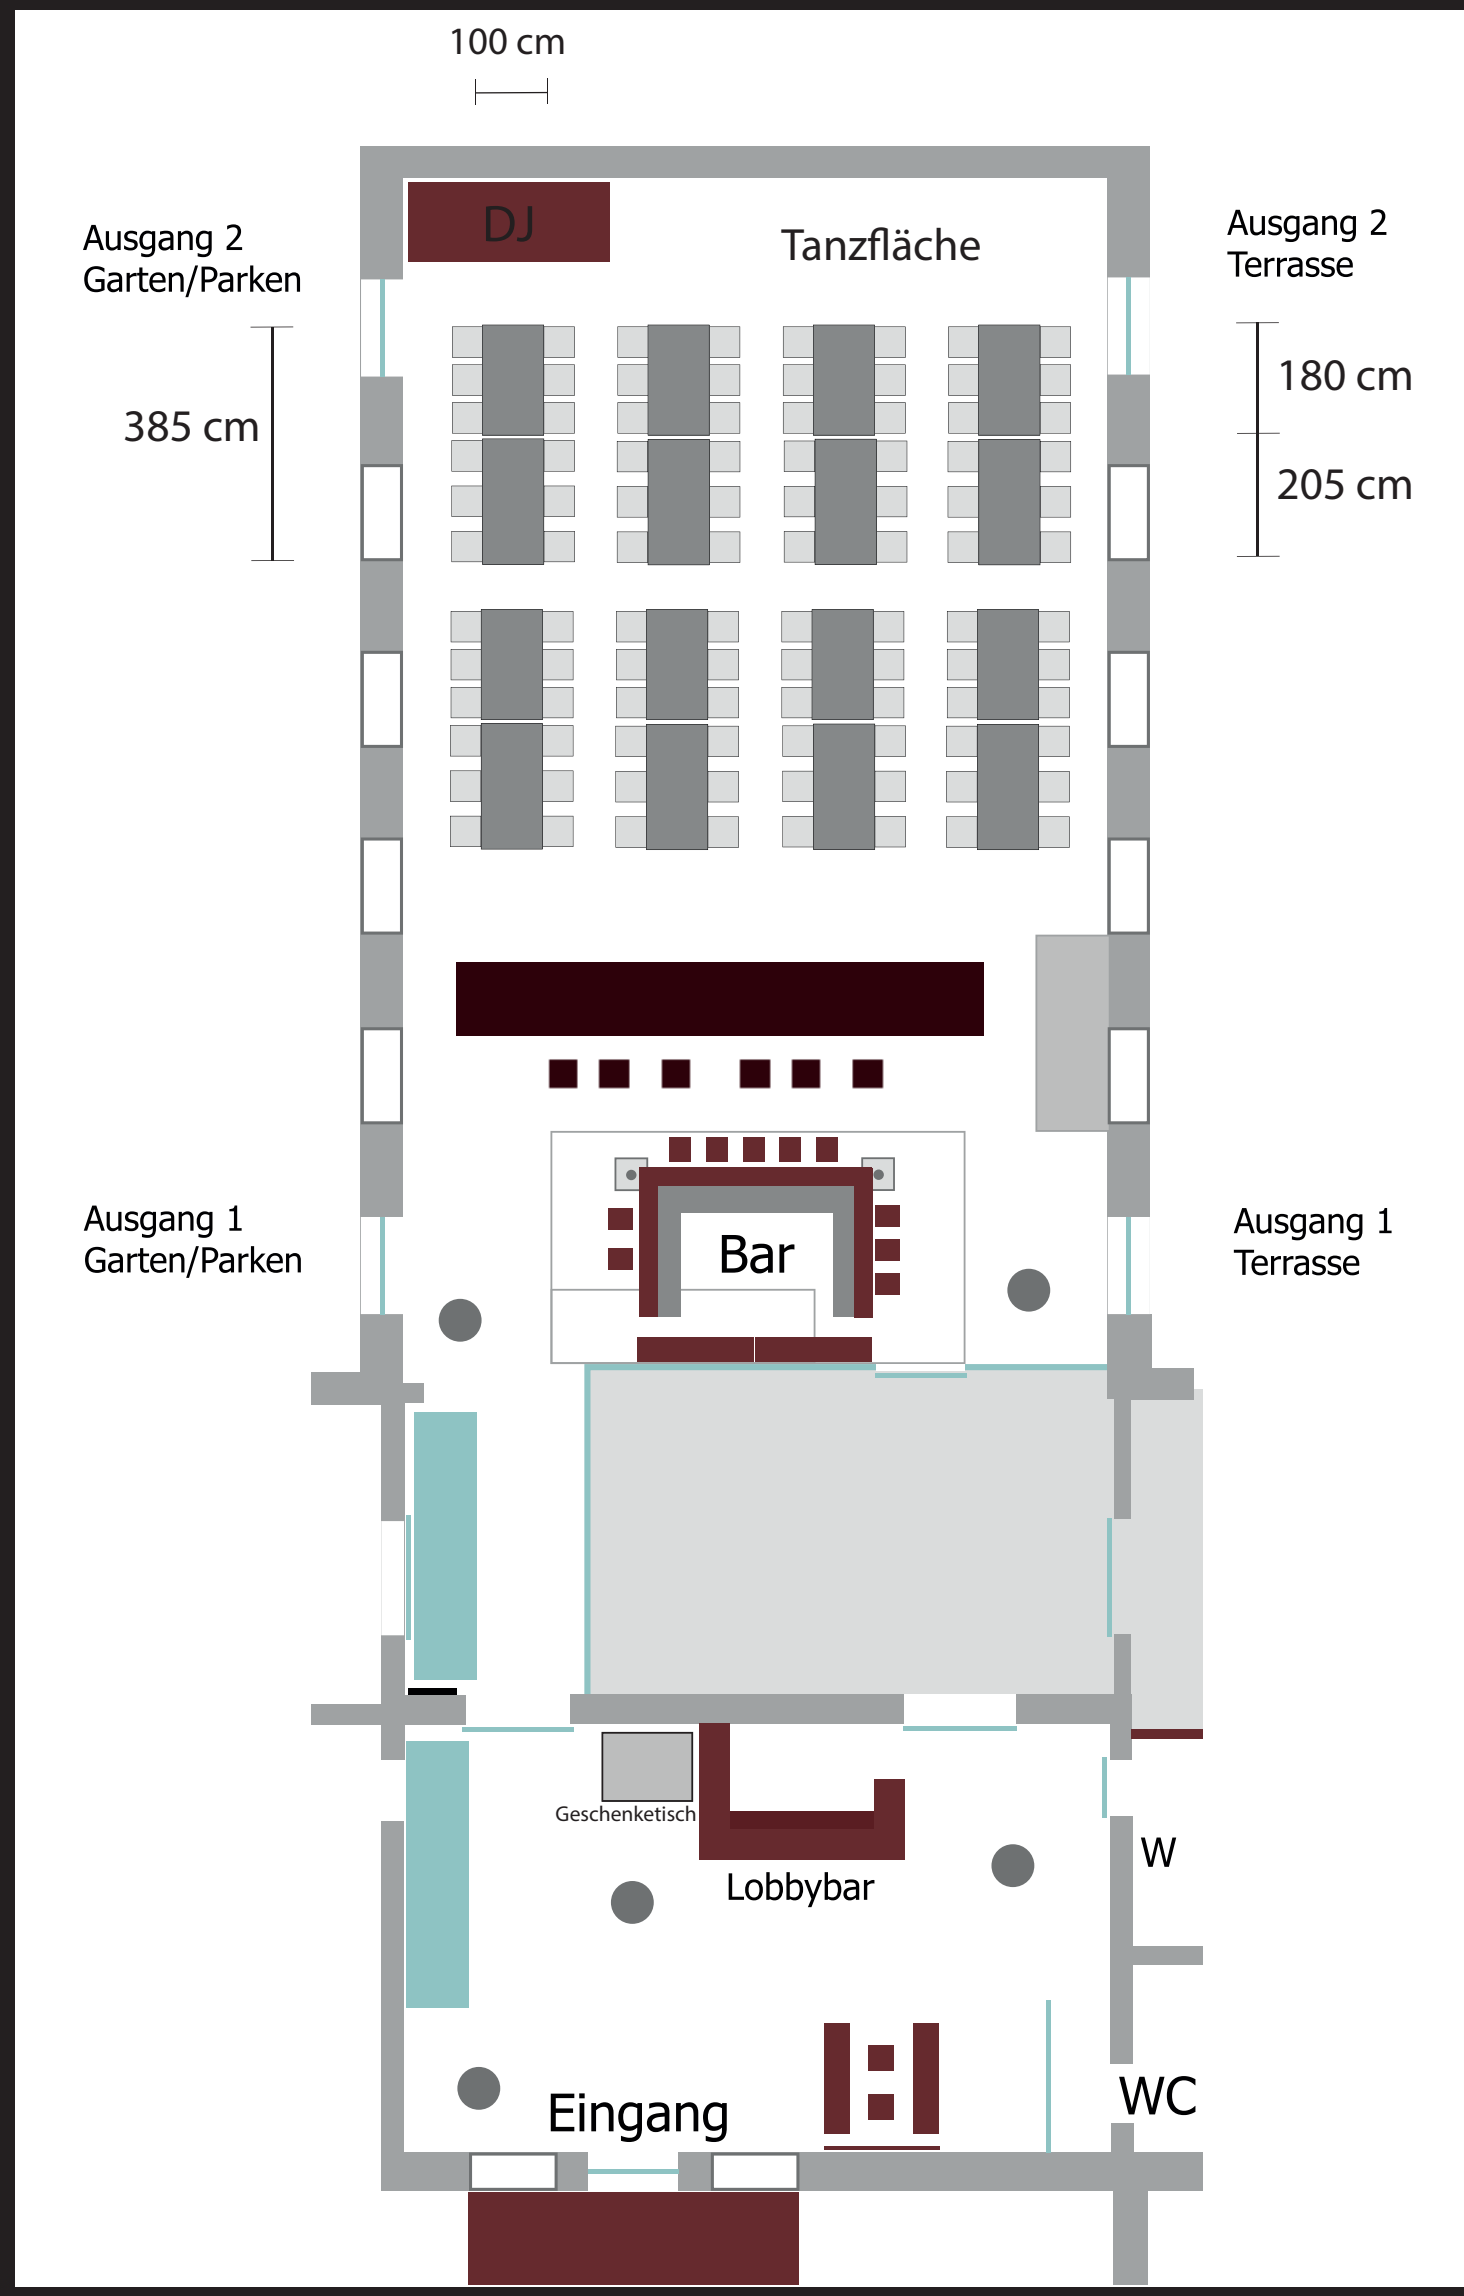 100 cm
DJ
Tanzfläche
Ausgang 2
Garten/Parken
Ausgang 2
Terrasse
385 cm
180 cm
205 cm
Ausgang 1
Garten/Parken
Bar
Ausgang 1
Terrasse
Geschenketisch
Lobbybar
W
Eingang
WC